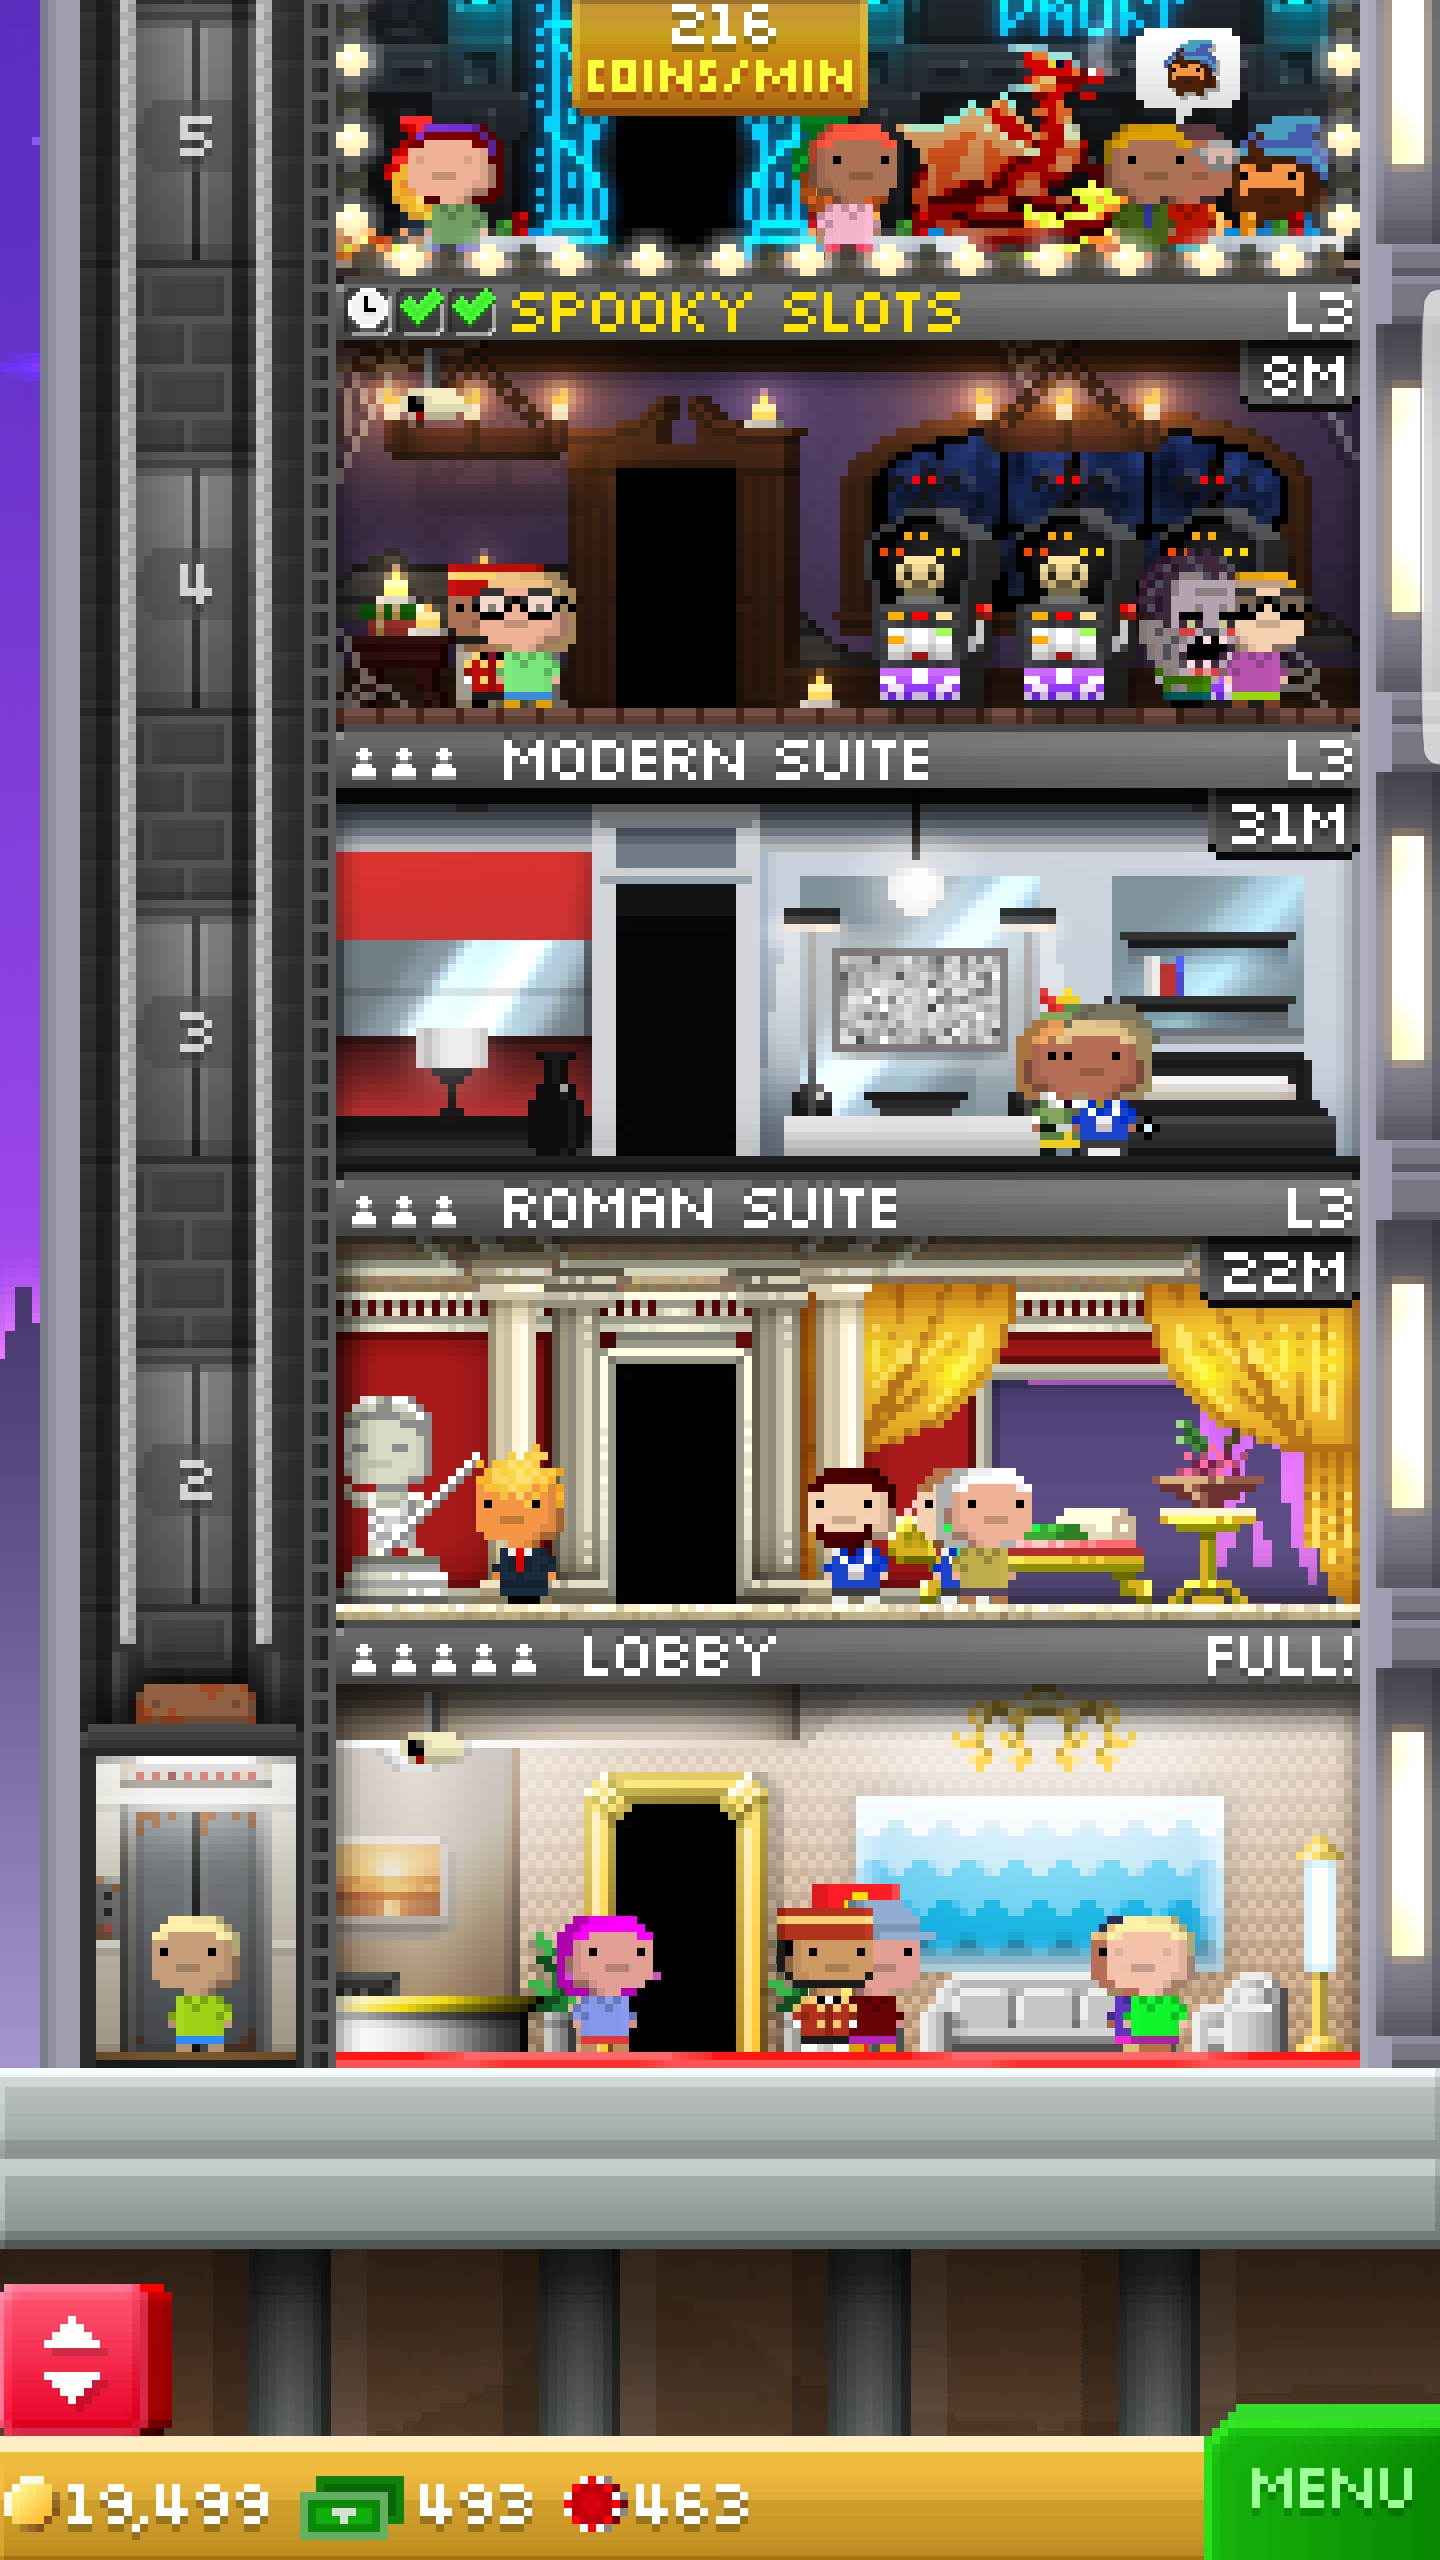 216
COINS/MIN
5
SPOOKY SLOTS L3
8M
4
MODERN SUITE L3
31M
3
ROMAN SUITE L3
22M
2
LOBBY FULL!
19,499 493 463
MENU